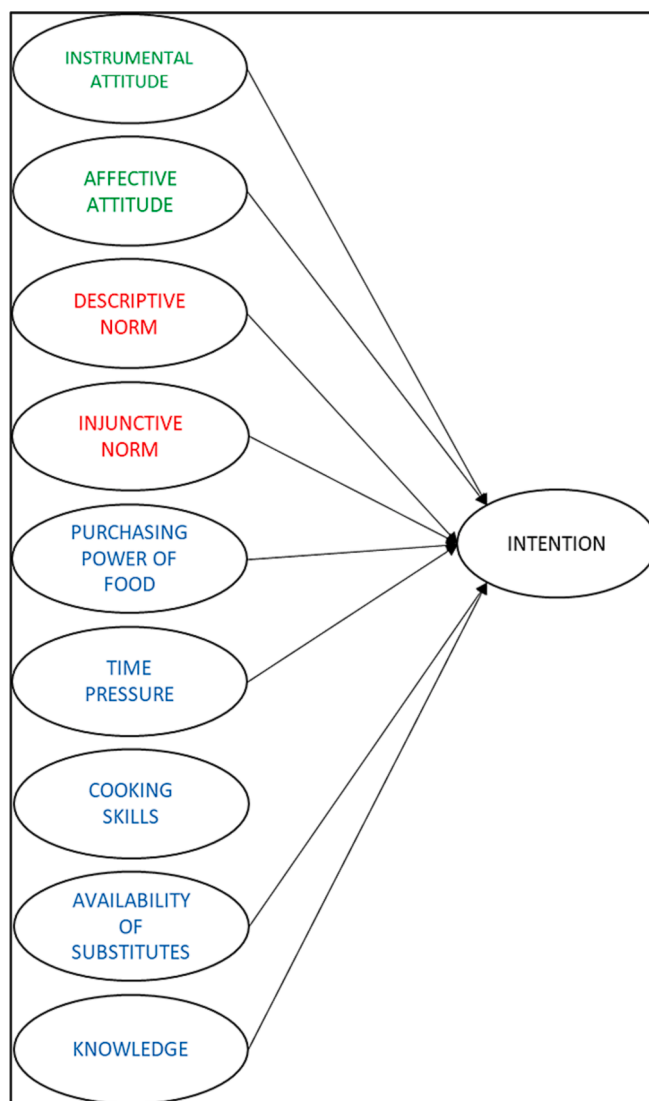 INSTRUMENTAL
ATTITUDE
AFFECTIVE
ATTITUDE
DESCRIPTIVE
NORM
INJUNCTIVE
NORM
PURCHASING
POWER OF
FOOD
INTENTION
TIME
PRESSURE
COOKING
SKILLS
AVAILABILITY
OF
SUBSTITUTES
KNOWLEDGE